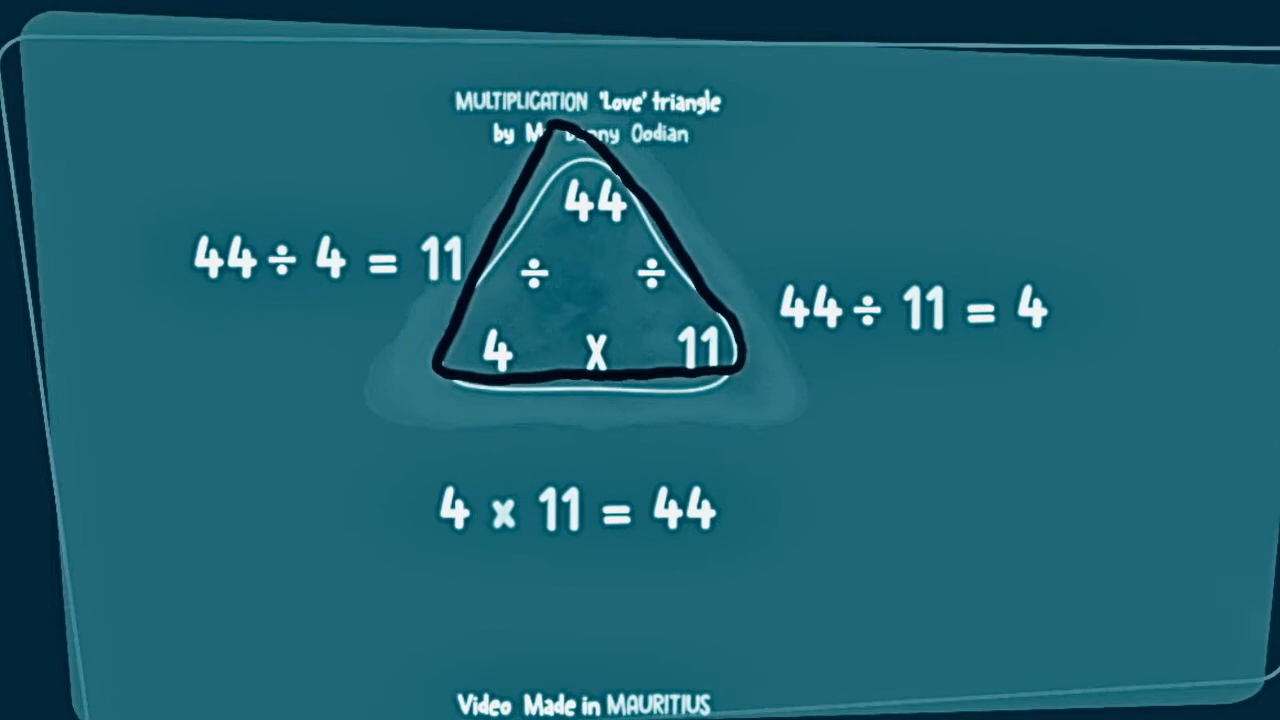 MULTIPLICATION 'Love' triangle
by Oodian
44
44 ÷ 4 = 11
÷ ÷
44 ÷ 11 = 4
4 x 11
4 x 11 = 44
Video Made in MAURITIUS